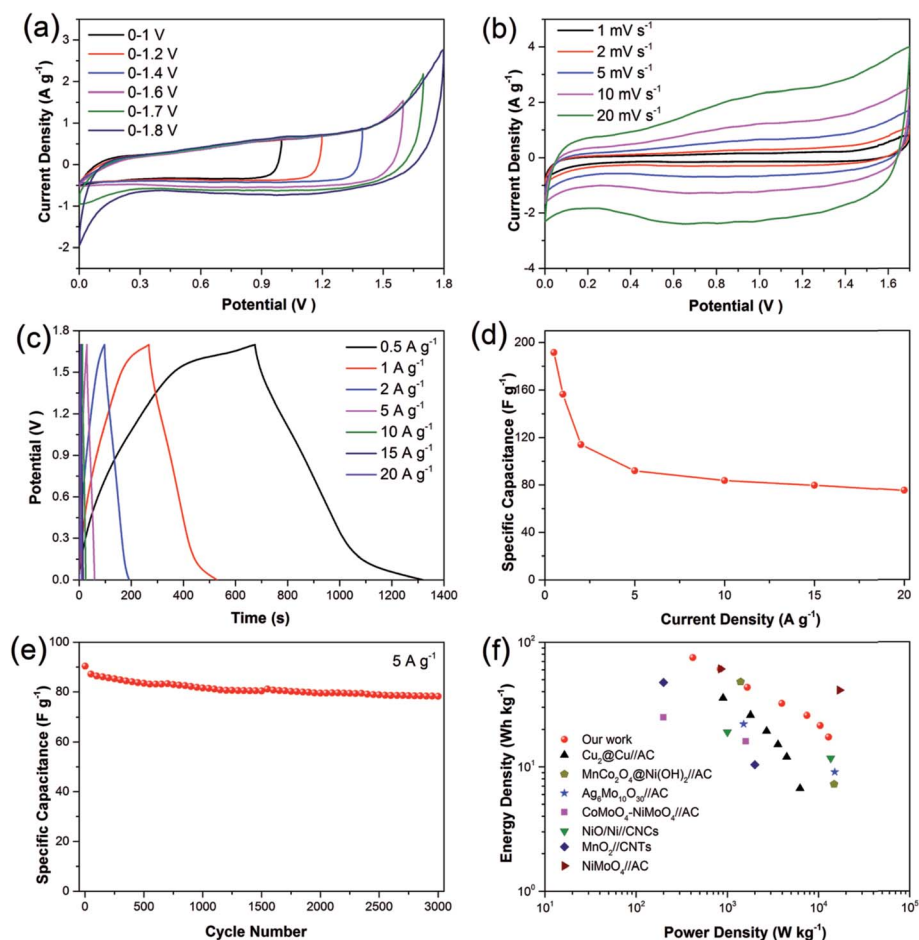 (a)
0-1 V
0-1.2 V
0-1.4 V
0-1.6 V
0-1.7 V
0-1.8 V
Current Density (A g⁻¹)
3
2
1
0
-1
-2
0.0 0.3 0.6 0.9 1.2 1.5 1.8
Potential (V )
(b)
1 mV s⁻¹
2 mV s⁻¹
5 mV s⁻¹
10 mV s⁻¹
20 mV s⁻¹
Current Density (A g⁻¹)
4
2
0
-2
-4
0.0 0.2 0.4 0.6 0.8 1.0 1.2 1.4 1.6
Potential (V )
(c)
0.5 A g⁻¹
1 A g⁻¹
2 A g⁻¹
5 A g⁻¹
10 A g⁻¹
15 A g⁻¹
20 A g⁻¹
Potential (V)
1.8
1.5
1.2
0.9
0.6
0.3
0.0
0 200 400 600 800 1000 1200 1400
Time (s)
(d)
Specific Capacitance (F g⁻¹)
200
160
120
80
40
0
0 5 10 15 20
Current Density (A g⁻¹)
(e)
5 A g⁻¹
Specific Capacitance (F g⁻¹)
100
80
60
40
20
0
0 500 1000 1500 2000 2500 3000
Cycle Number
(f)
Our work
Cu₂@Cu//AC
MnCo₂O₄@Ni(OH)₂//AC
Ag₆Mo₁₀O₃₀//AC
CoMoO₄-NiMoO₄//AC
NiO/Ni//CNCs
MnO₂//CNTs
NiMoO₄//AC
Energy Density (Wh kg⁻¹)
10²
10¹
10⁰
10¹ 10² 10³ 10⁴ 10⁵
Power Density (W kg⁻¹)